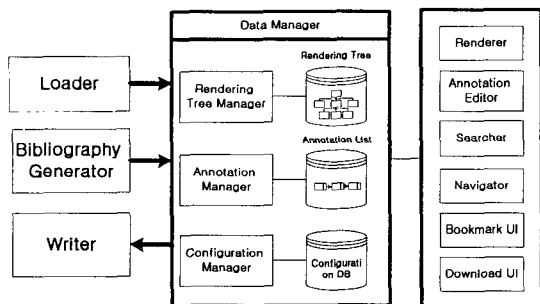 Data Manager
Loader
Bibliography
Generator
Writer
Rendering
Tree Manager
Rendering Tree
Annotation
Manager
Annotation List
Configuration
Manager
Configurati
on DB
Renderer
Annotation
Editor
Searcher
Navigator
Bookmark UI
Download UI